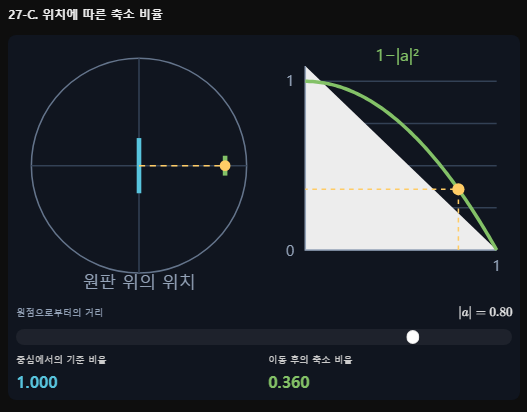 27-C. 위치에 따른 축소 비율
1−|a|²
1
0
1
원판 위의 위치
원점으로부터의 거리
|a| = 0.80
중심에서의 기준 비율
이동 후의 축소 비율
1.000
0.360